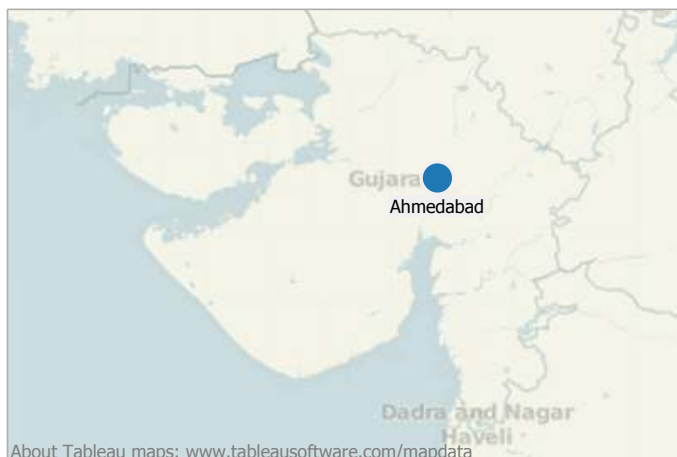 Gujara
Ahmedabad
Dadra and Nagar
Haveli
About Tableau maps: www.tableausoftware.com/mapdata